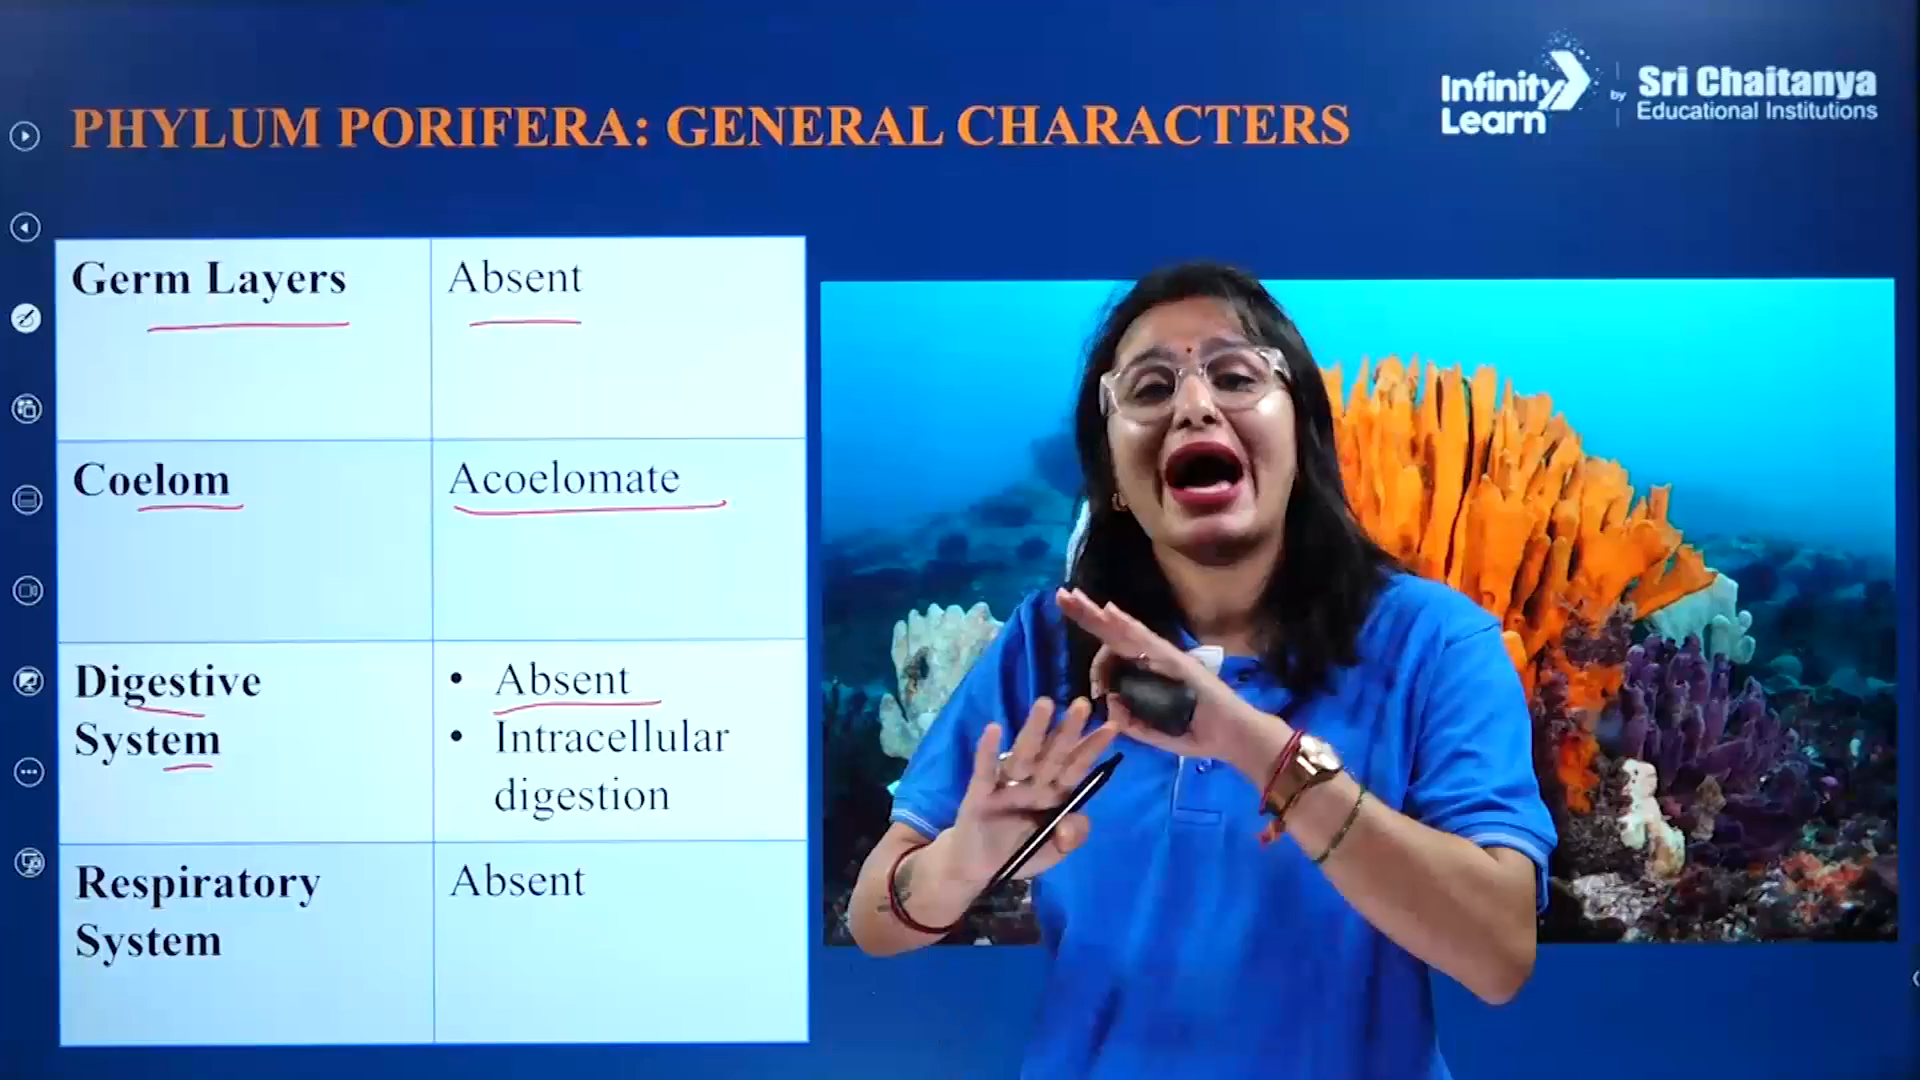 Infinity
Learn
by
Sri Chaitanya
Educational Institutions
PHYLUM PORIFERA: GENERAL CHARACTERS
Germ Layers
Absent
Coelom
Acoelomate
Digestive
System
• Absent
• Intracellular
digestion
Respiratory
System
Absent